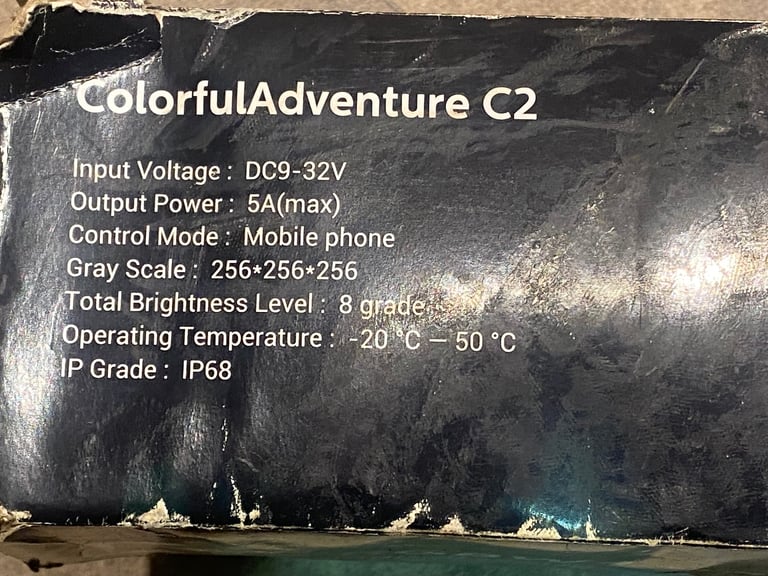 ColorfulAdventure C2
Input Voltage : DC9-32V
Output Power : 5A(max)
Control Mode : Mobile phone
Gray Scale : 256*256*256
Total Brightness Level : 8 grade
Operating Temperature : -20 °C — 50 °C
IP Grade : IP68